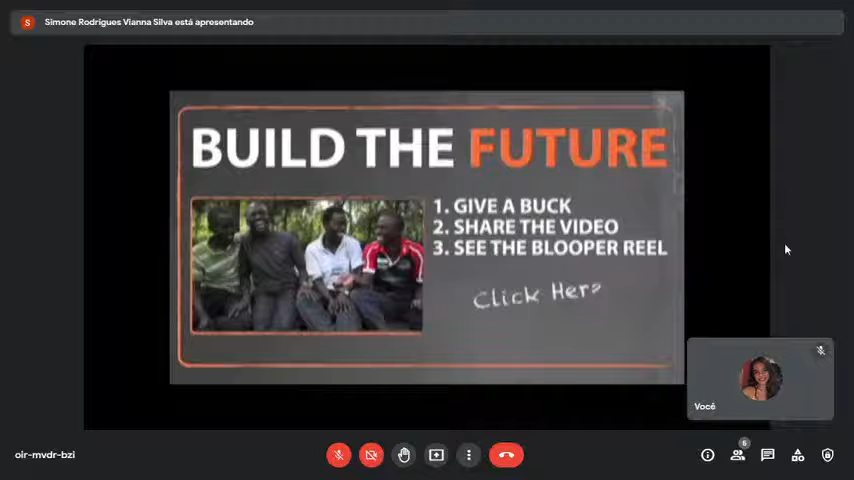 S Simone Rodrigues Vianna Silva está apresentando
BUILD THE FUTURE
1. GIVE A BUCK
2. SHARE THE VIDEO
3. SEE THE BLOOPER REEL
Click Here
Você
oir-mvdr-bzi
6